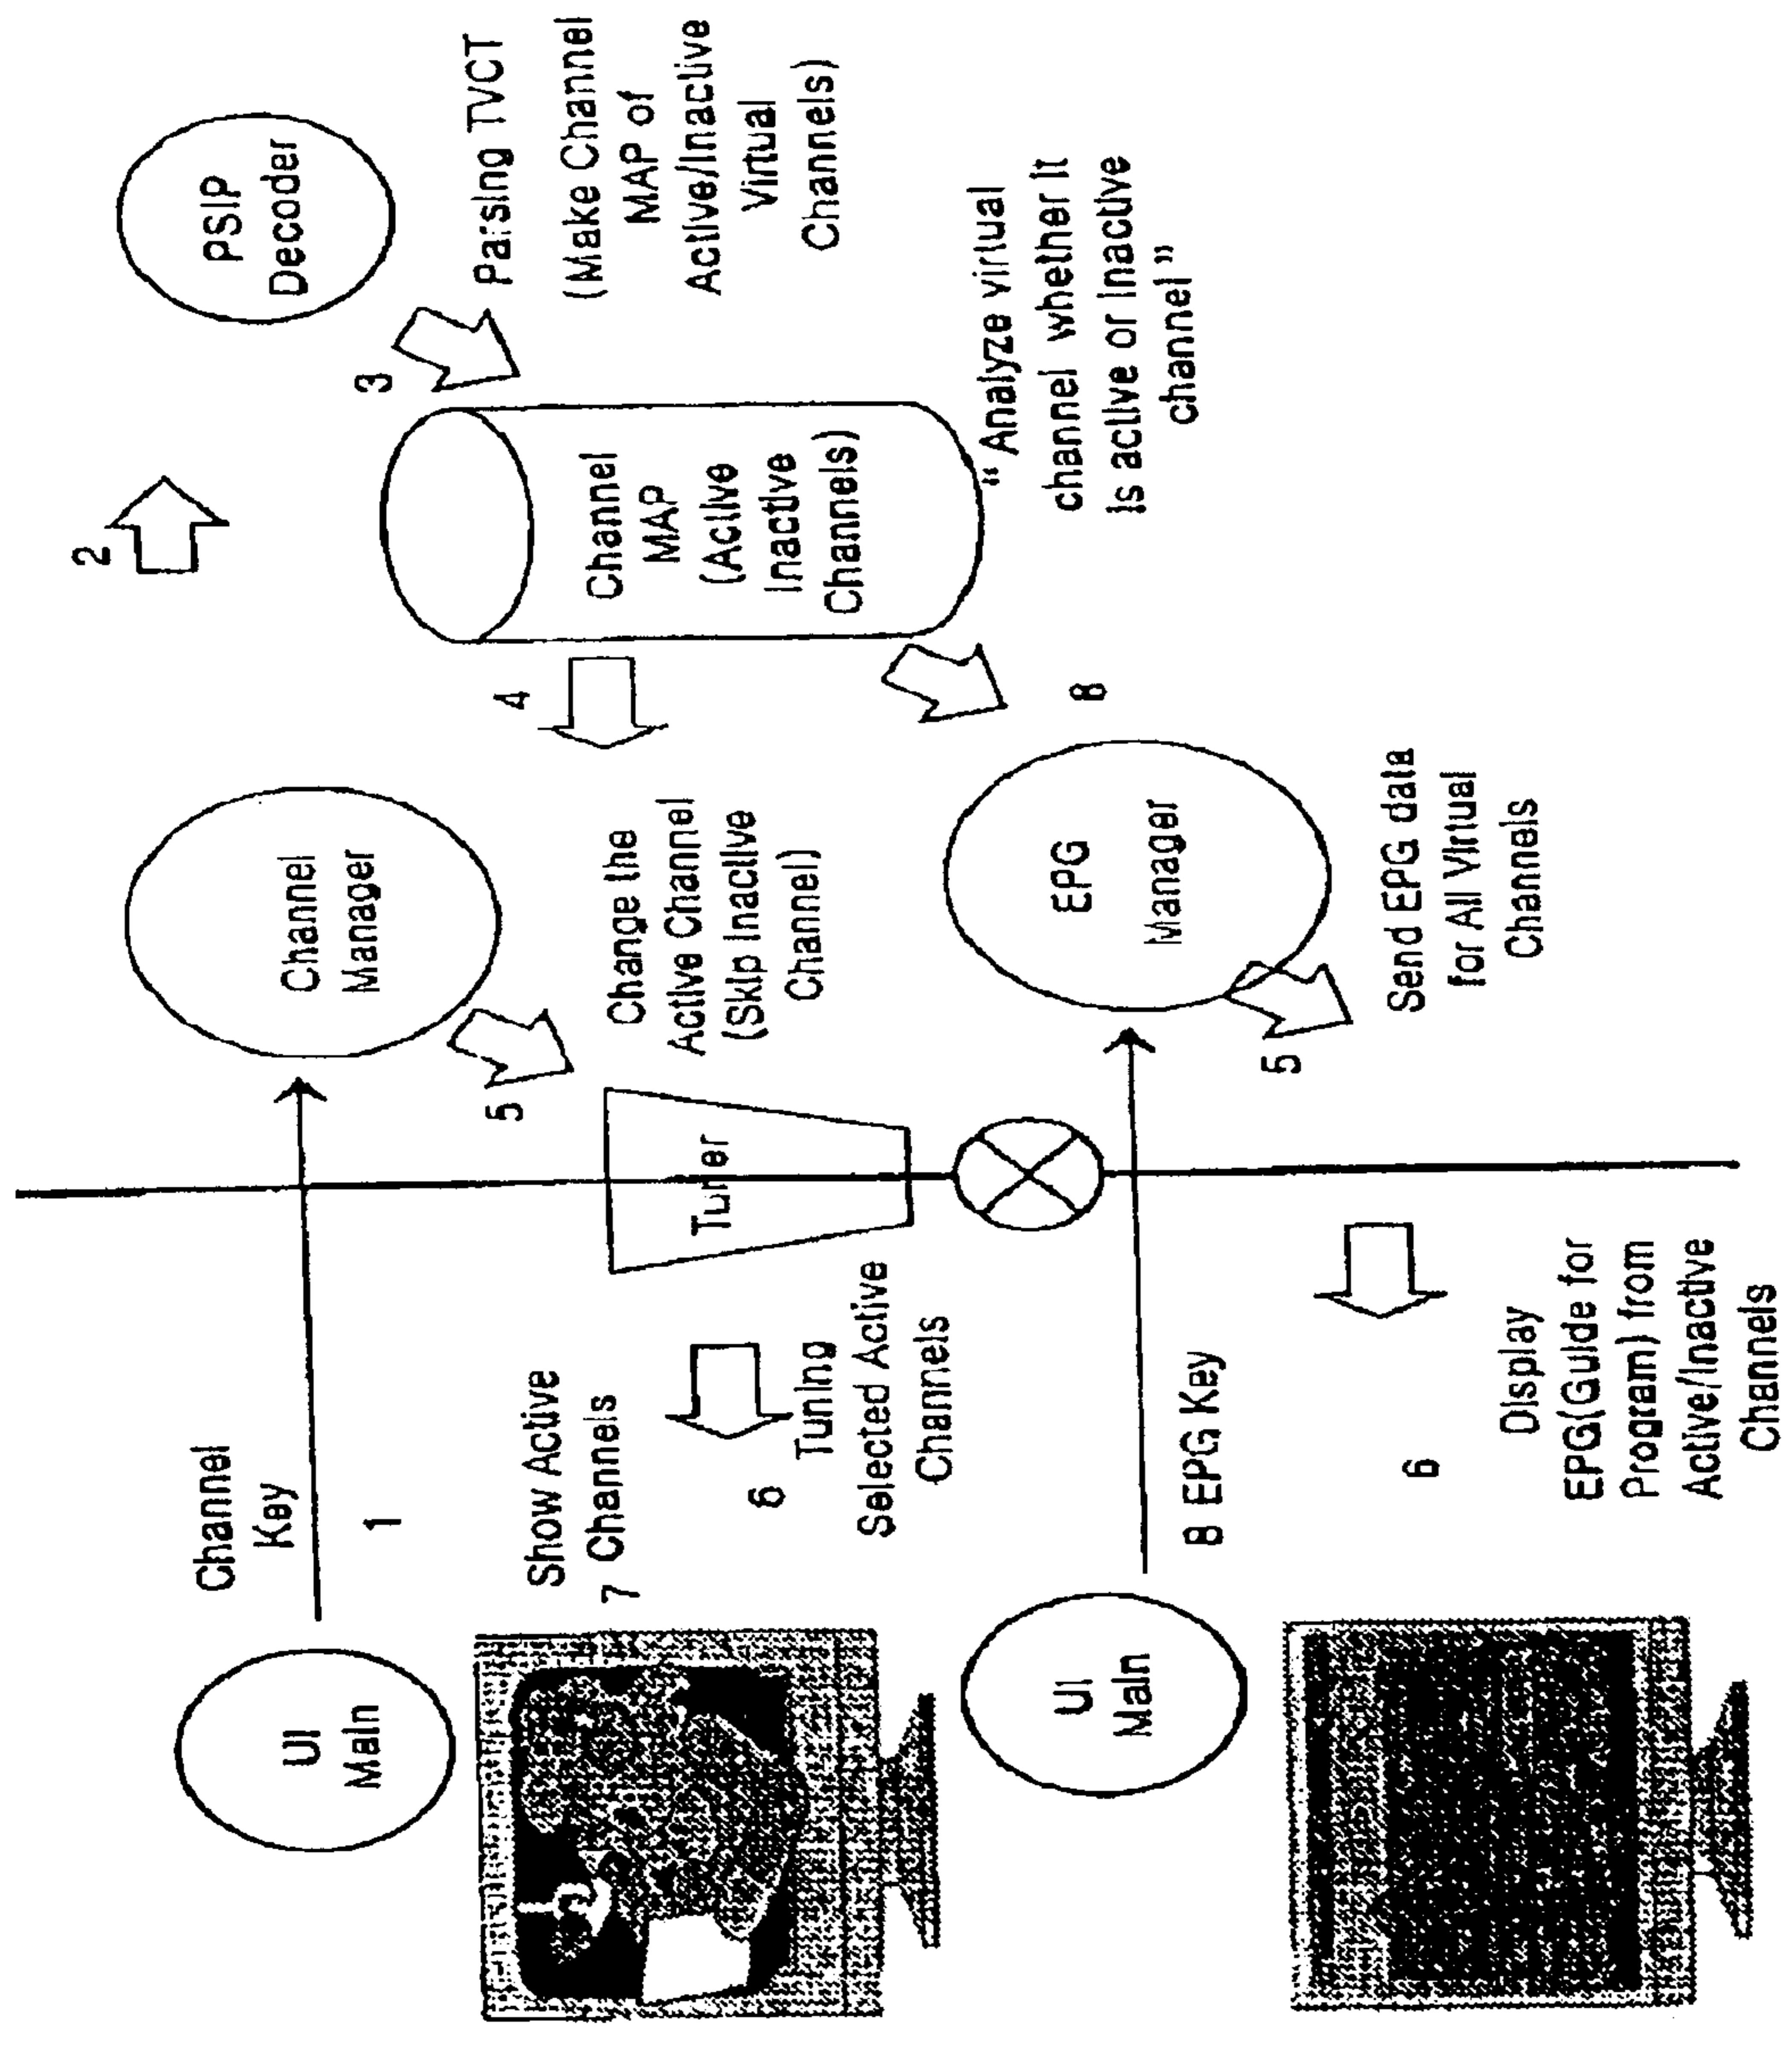 UI
Main
Channel
Key
1
Channel
Manager
2
PSIP
Decoder
3
Parsing TVCT
(Make Channel
MAP of
Active/Inactive
Virtual
Channels)
Channel
MAP
(Active
Inactive
Channels)
4
5
Change the
Active Channel
(Skip Inactive
Channel)
Tuner
Show Active
7 Channels
6
Tuning
Selected Active
Channels
“ Analyze virtual
channel whether it
is active or inactive
channel ”
8
UI
Main
8 EPG Key
EPG
Manager
5
Send EPG data
for All Virtual
Channels
6
Display
EPG(Guide for
Program) from
Active/Inactive
Channels